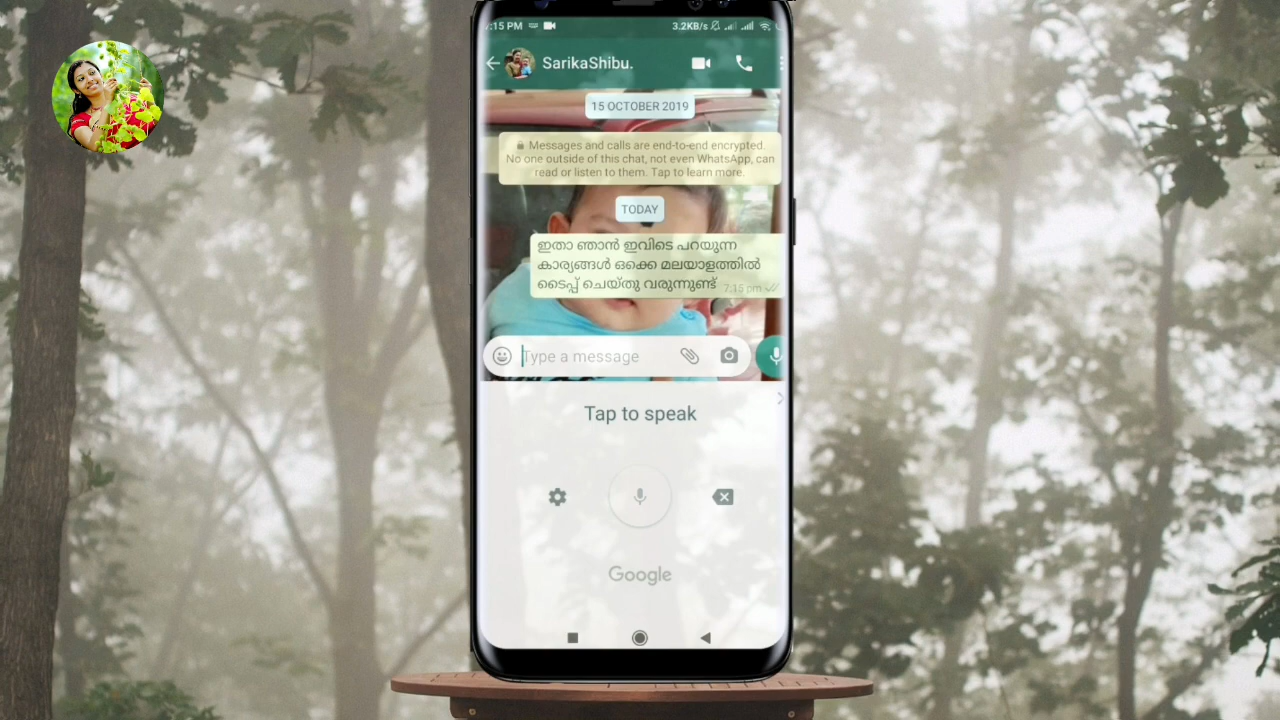 :15 PM
3.2KB/s
SarikaShibu.
15 OCTOBER 2019
Messages and calls are end-to-end encrypted.
No one outside of this chat, not even WhatsApp, can
read or listen to them. Tap to learn more.
TODAY
ഇതാ ഞാൻ ഇവിടെ പറയുന്ന
കാര്യങ്ങൾ ഒക്കെ മലയാളത്തിൽ
ടൈപ്പ് ചെയ്തു വരുന്നുണ്ട് 7:15 pm
Type a message
Tap to speak
Google